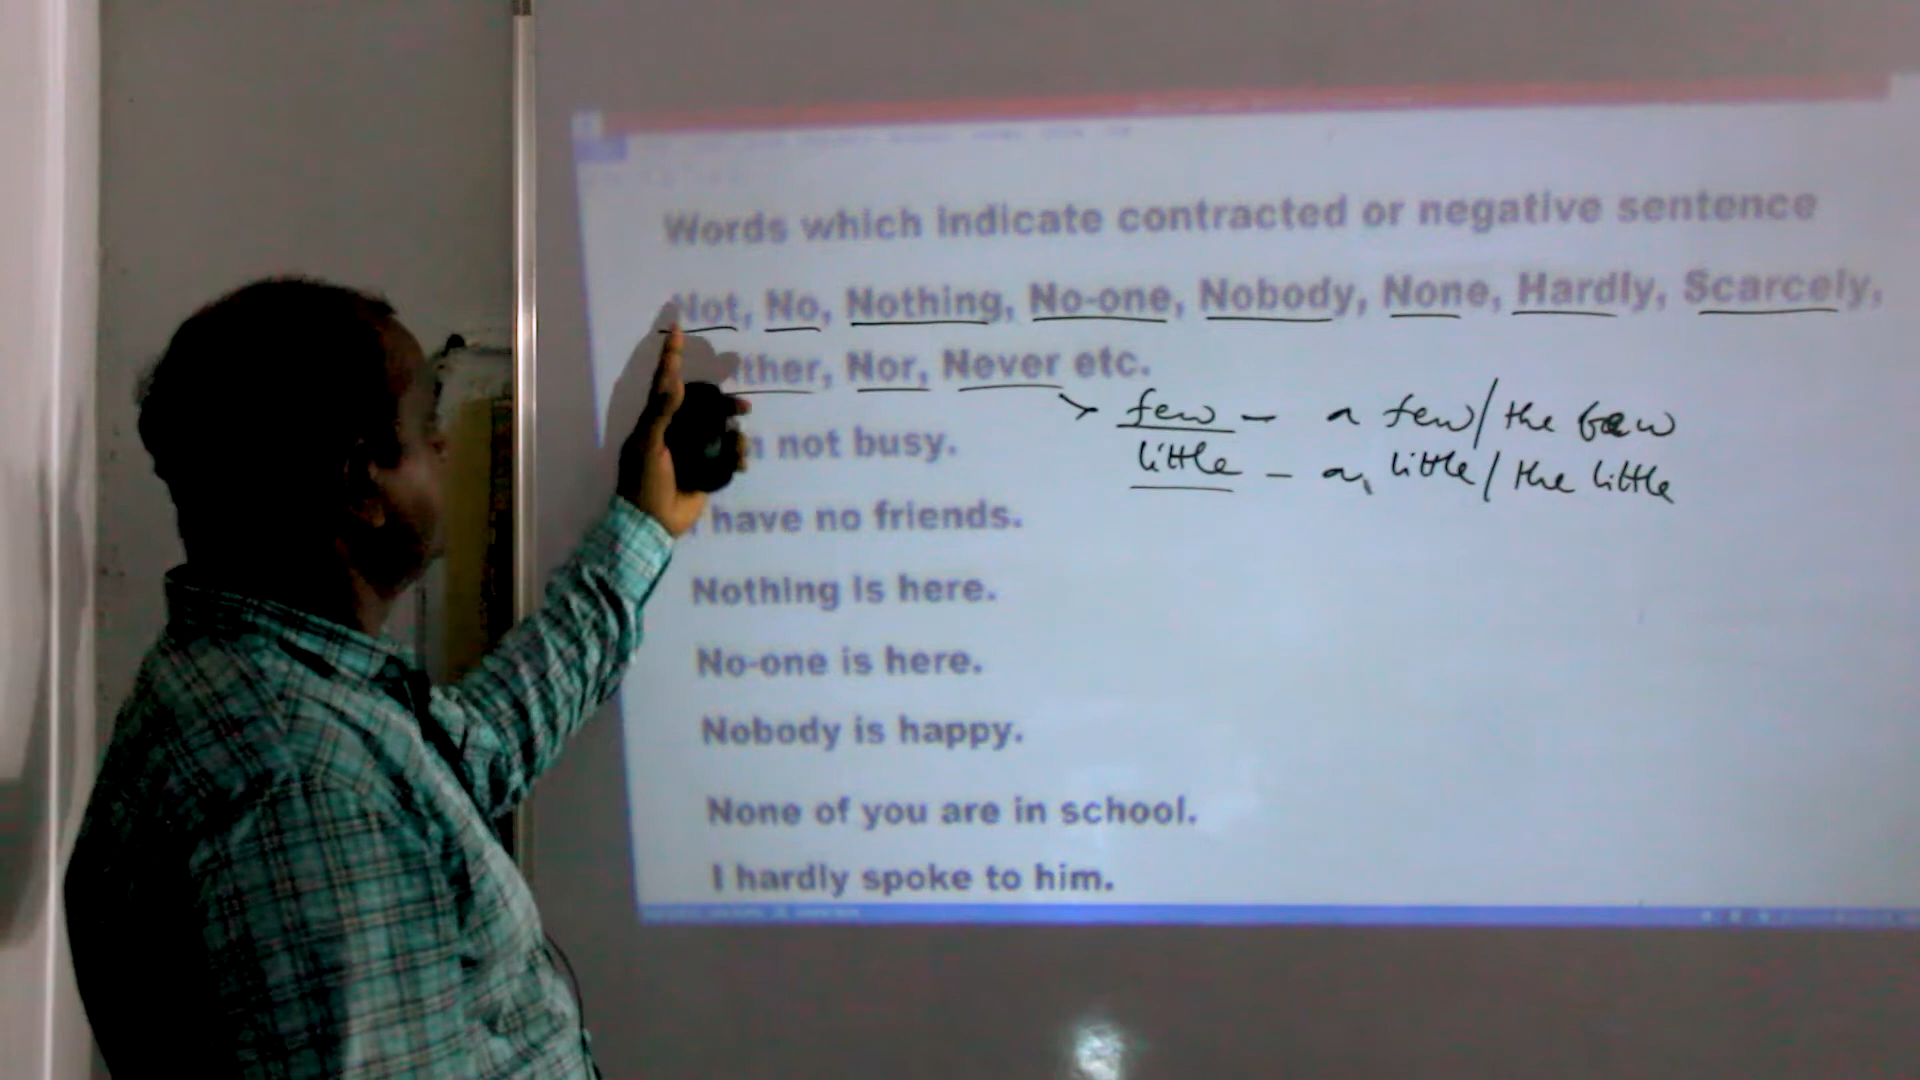 Words which indicate contracted or negative sentence
Not, No, Nothing, No-one, Nobody, None, Hardly, Scarcely,
ther, Nor, Never etc.
few - a few/the few
not busy.
little - a little/the little
I have no friends.
Nothing is here.
No-one is here.
Nobody is happy.
None of you are in school.
I hardly spoke to him.